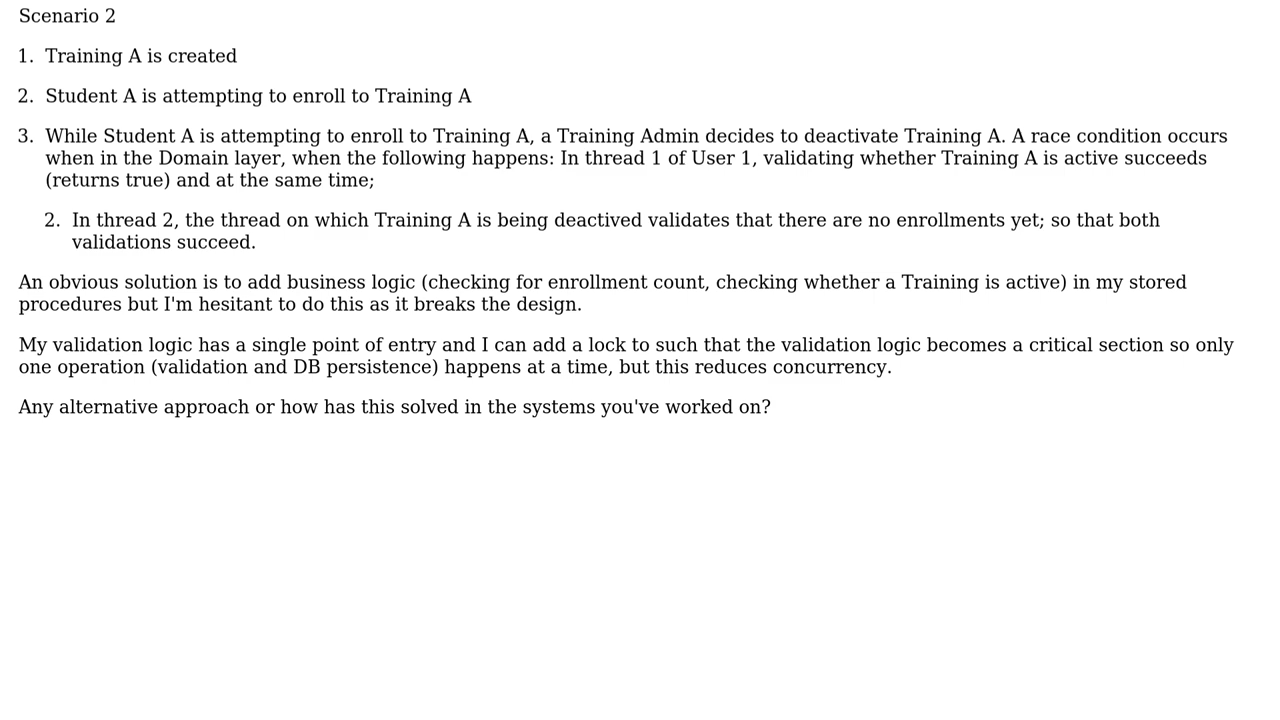 Scenario 2
1. Training A is created
2. Student A is attempting to enroll to Training A
3. While Student A is attempting to enroll to Training A, a Training Admin decides to deactivate Training A. A race condition occurs
when in the Domain layer, when the following happens: In thread 1 of User 1, validating whether Training A is active succeeds
(returns true) and at the same time;
2. In thread 2, the thread on which Training A is being deactived validates that there are no enrollments yet; so that both
validations succeed.
An obvious solution is to add business logic (checking for enrollment count, checking whether a Training is active) in my stored
procedures but I'm hesitant to do this as it breaks the design.
My validation logic has a single point of entry and I can add a lock to such that the validation logic becomes a critical section so only
one operation (validation and DB persistence) happens at a time, but this reduces concurrency.
Any alternative approach or how has this solved in the systems you've worked on?